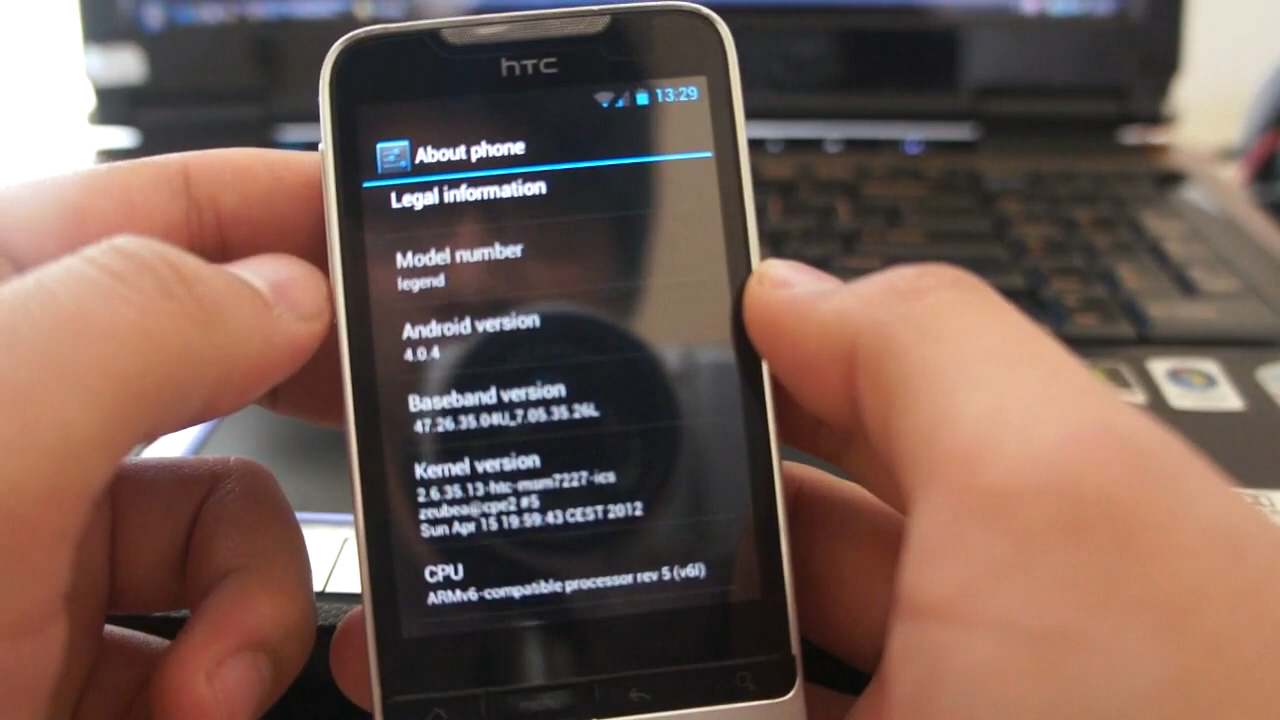 hTC
13:29
About phone
Legal information
Model number
legend
Android version
4.0.4
Baseband version
47.26.35.04U_7.05.35.26L
Kernel version
2.6.35.13-htc-msm7227-ics
zeubea@cpe2 #5
Sun Apr 15 19:59:43 CEST 2012
CPU
ARMv6-compatible processor rev 5 (v6l)